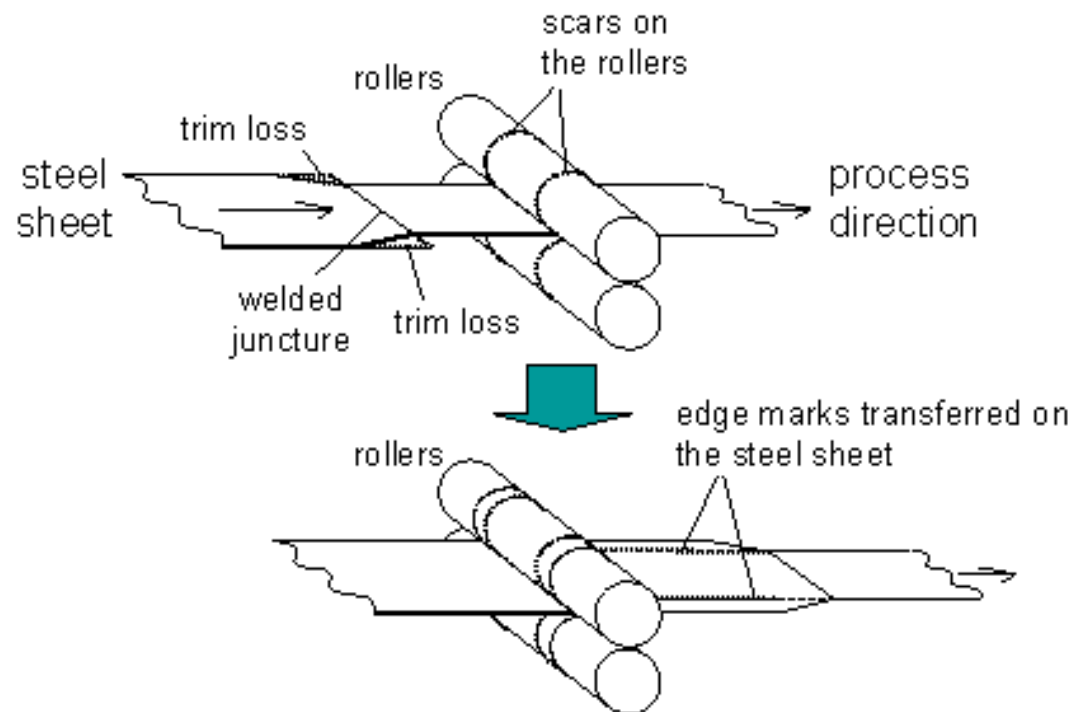 scars on
the rollers
rollers
trim loss
steel
sheet
process
direction
welded
juncture
trim loss
edge marks transferred on
the steel sheet
rollers